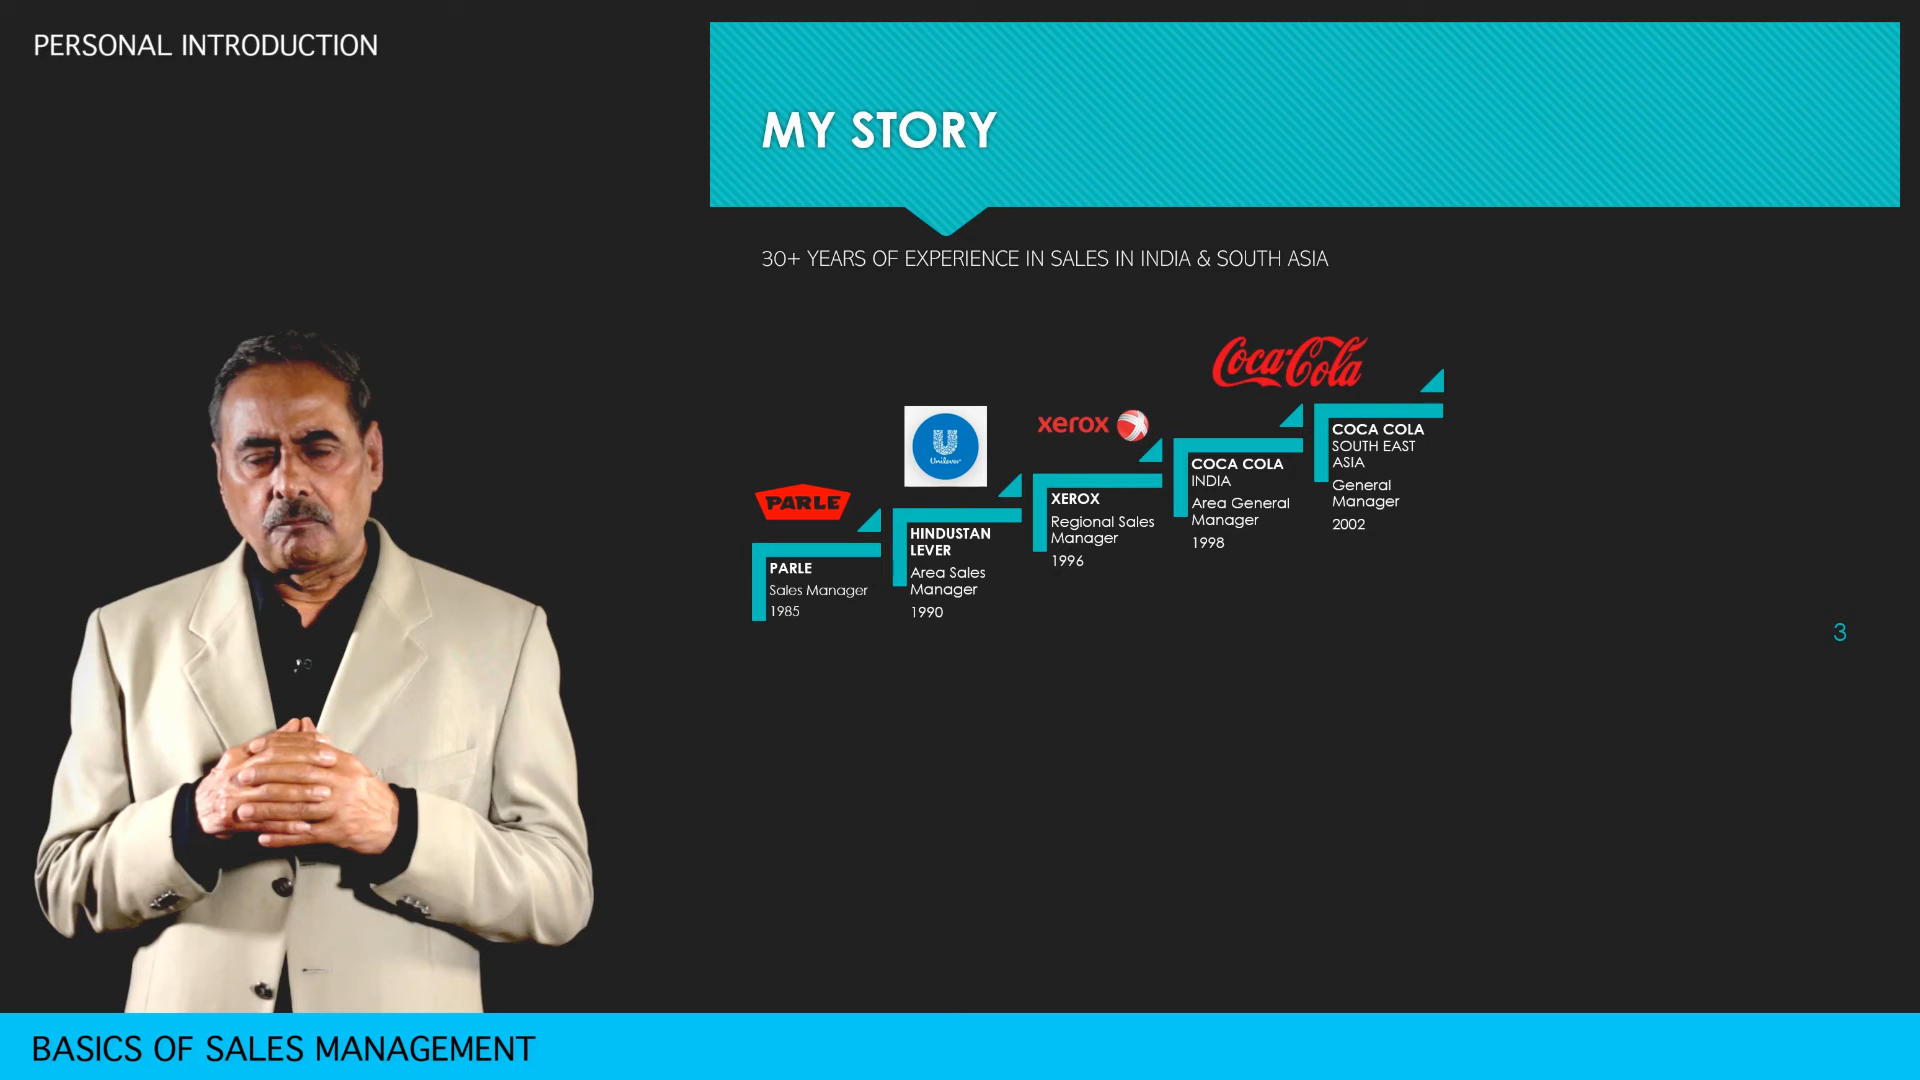 PERSONAL INTRODUCTION
MY STORY
30+ YEARS OF EXPERIENCE IN SALES IN INDIA & SOUTH ASIA
PARLE
PARLE
Sales Manager
1985
Unilever
HINDUSTAN
LEVER
Area Sales
Manager
1990
xerox
XEROX
Regional Sales
Manager
1996
Coca-Cola
COCA COLA
INDIA
Area General
Manager
1998
COCA COLA
SOUTH EAST
ASIA
General
Manager
2002
3
BASICS OF SALES MANAGEMENT